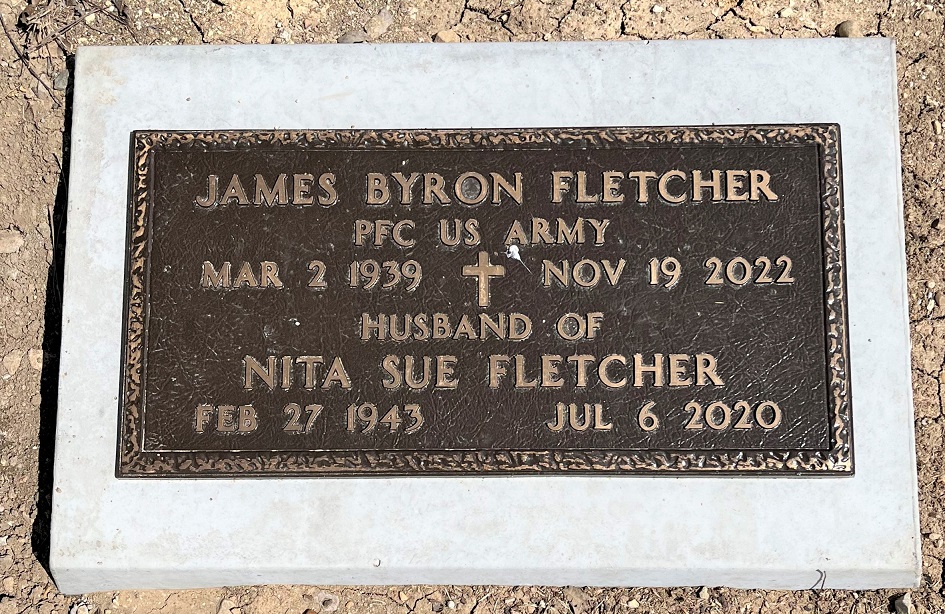 JAMES BYRON FLETCHER
PFC US ARMY
MAR 2 1939 NOV 19 2022
HUSBAND OF
NITA SUE FLETCHER
FEB 27 1943 JUL 6 2020